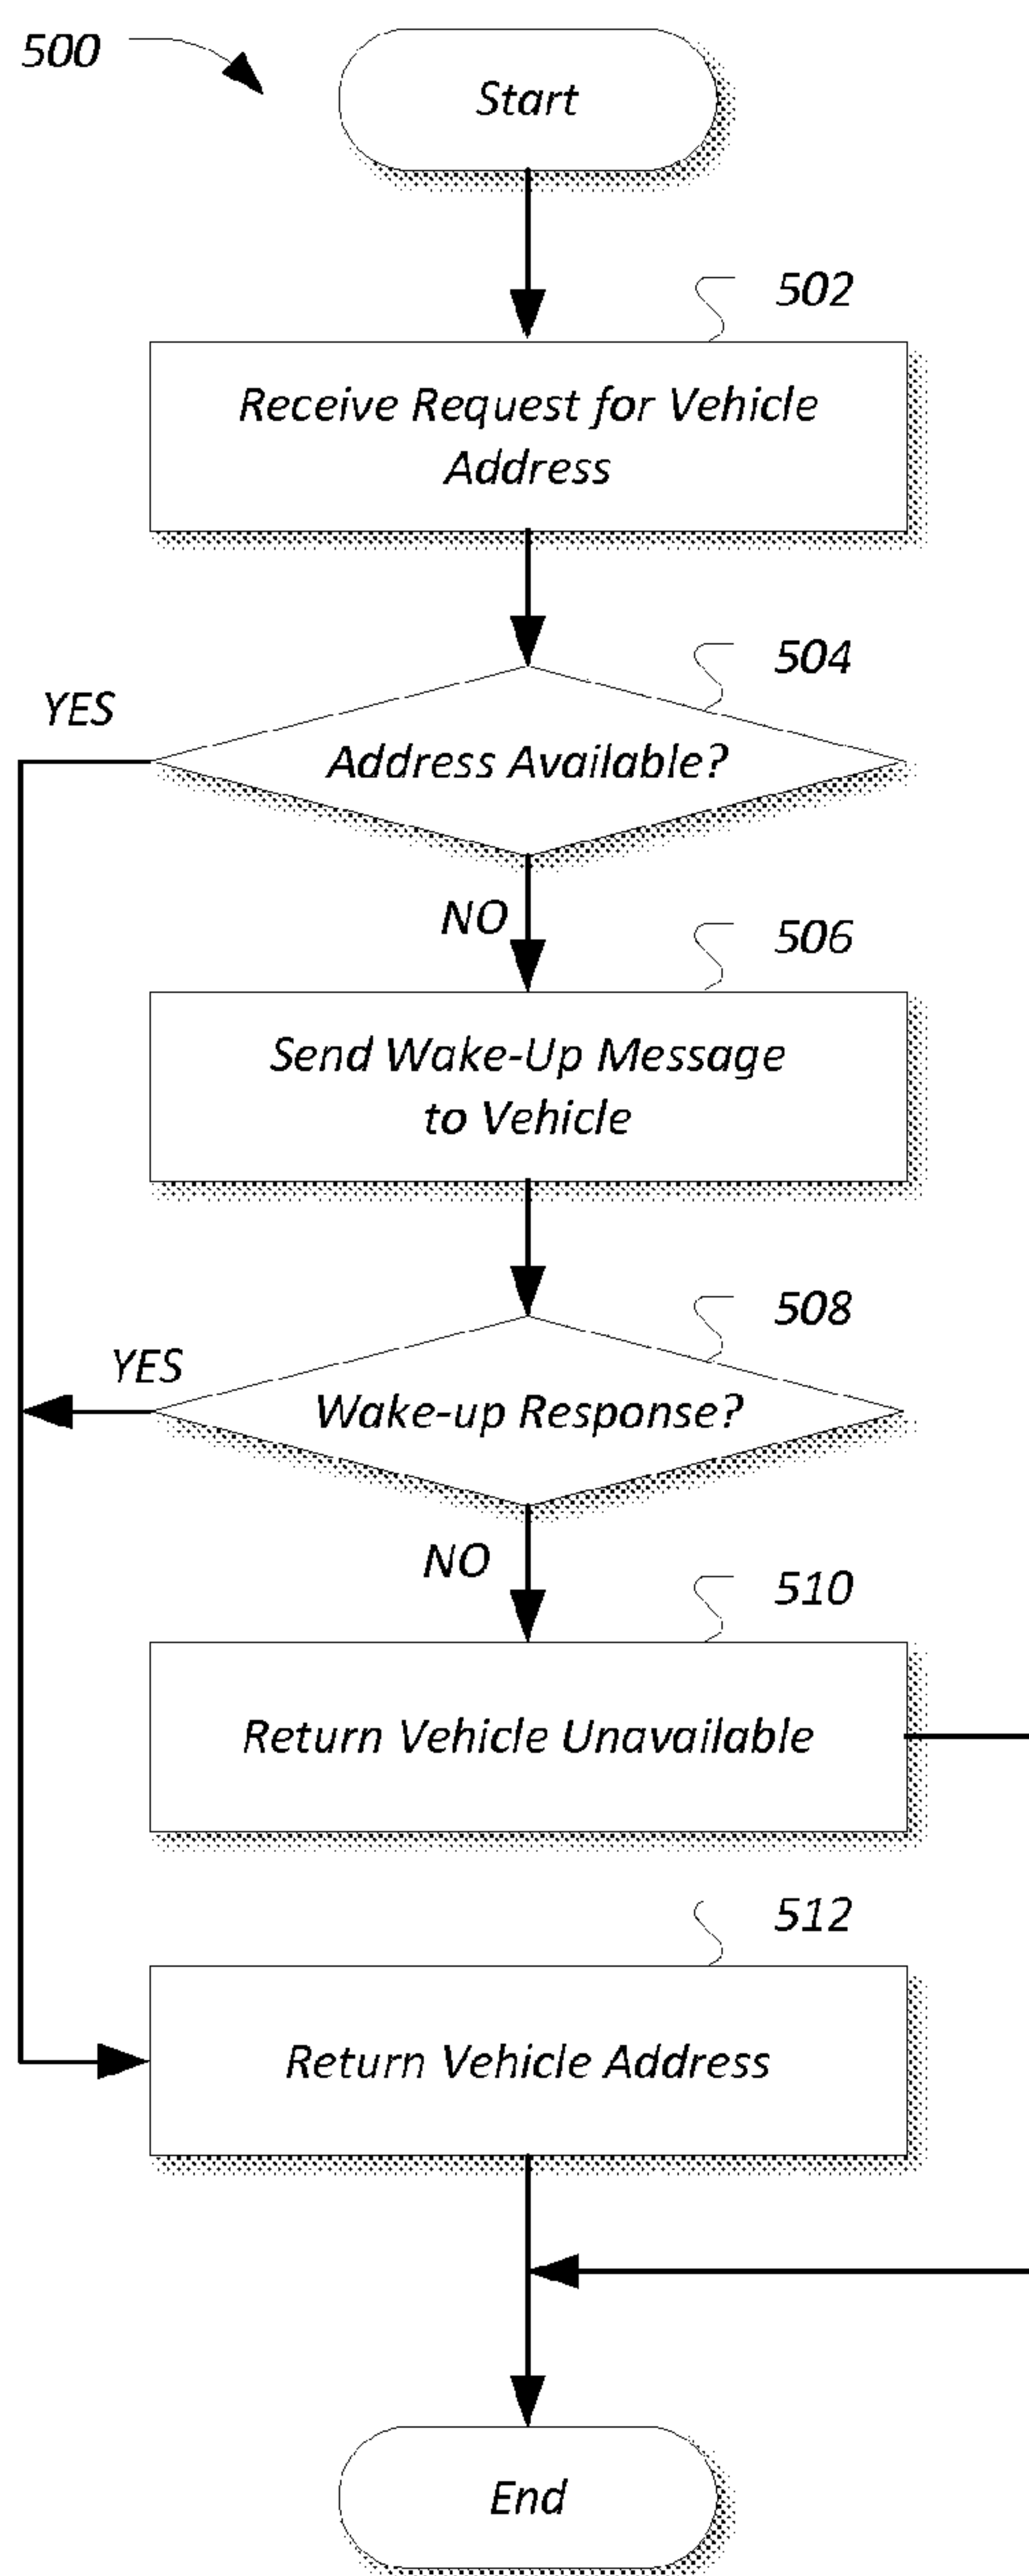 500
Start
502
Receive Request for Vehicle
Address
504
YES
Address Available?
NO
506
Send Wake-Up Message
to Vehicle
508
YES
Wake-up Response?
NO
510
Return Vehicle Unavailable
512
Return Vehicle Address
End